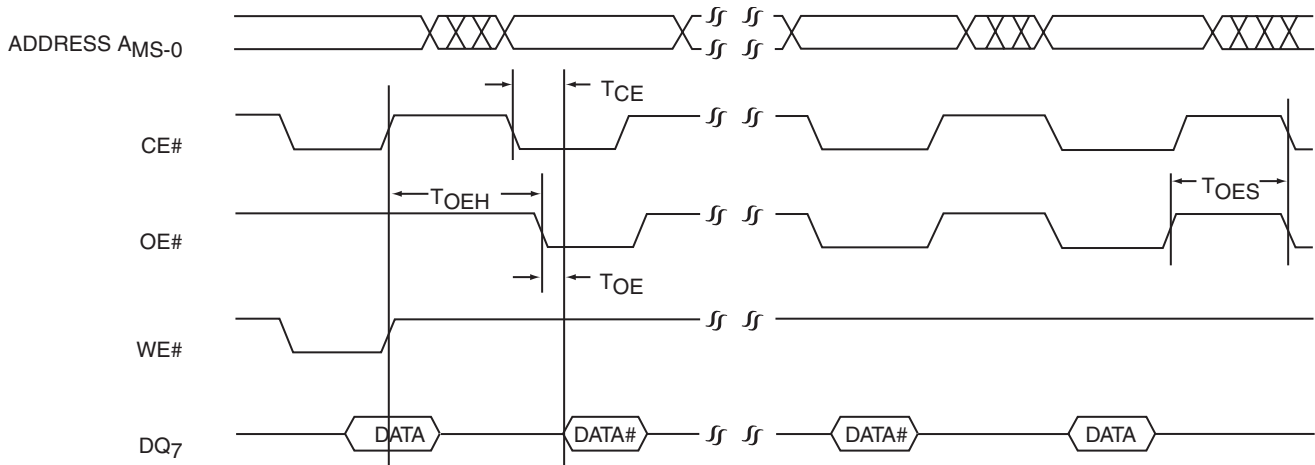 ADDRESS AMS-0
TCE
CE#
TOEH
TOES
OE#
TOE
WE#
DATA DATA# DATA# DATA
DQ7